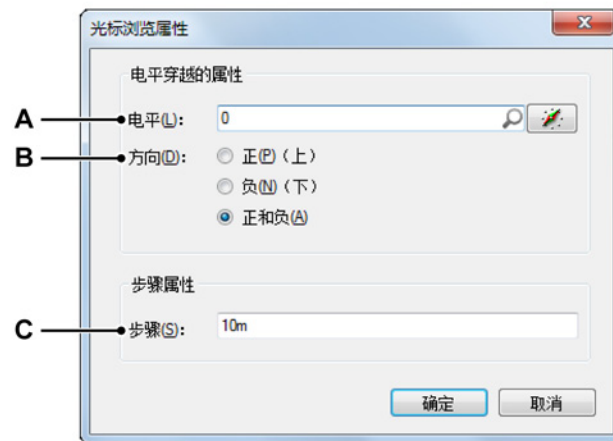 光标浏览属性
电平穿越的属性
A 电平(L): 0
B 方向(D): 正(P)（上）
负(N)（下）
正和负(A)
步骤属性
C 步骤(S): 10m
确定 取消